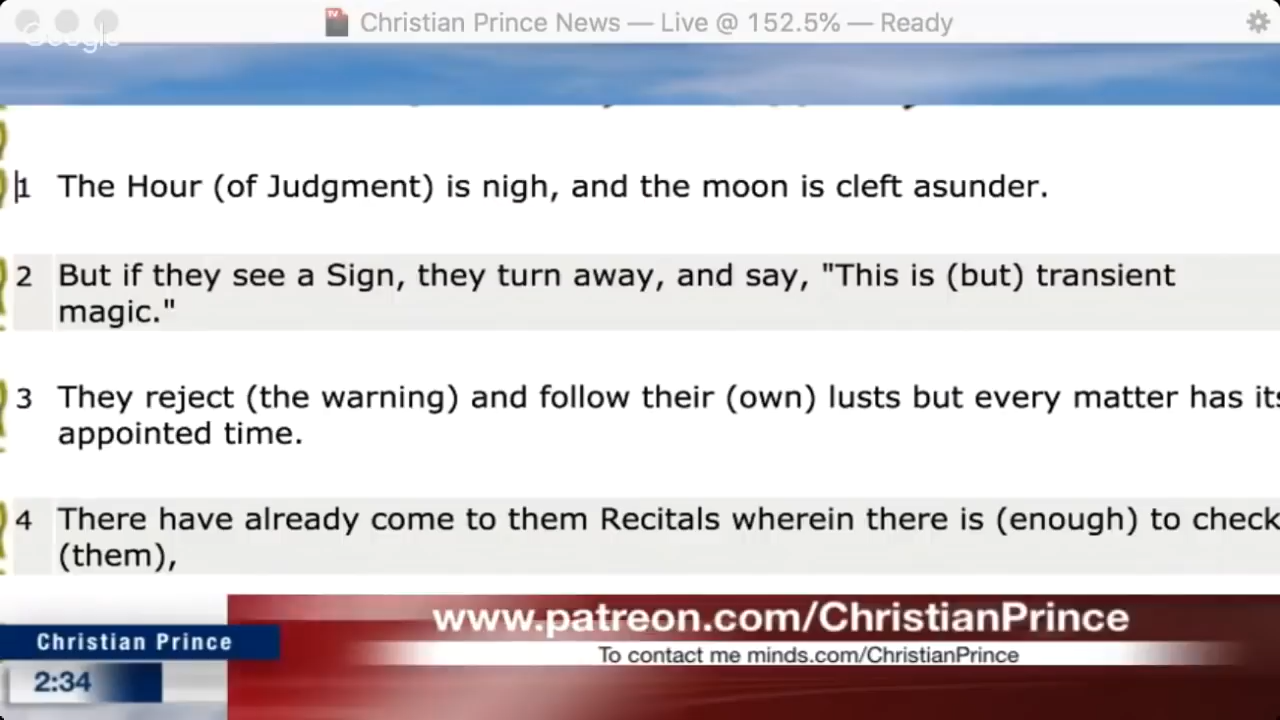 Christian Prince News — Live @ 152.5% — Ready
Google
1 The Hour (of Judgment) is nigh, and the moon is cleft asunder.
2 But if they see a Sign, they turn away, and say, "This is (but) transient
magic."
3 They reject (the warning) and follow their (own) lusts but every matter has its
appointed time.
4 There have already come to them Recitals wherein there is (enough) to check
(them),
www.patreon.com/ChristianPrince
To contact me minds.com/ChristianPrince
Christian Prince
2:34